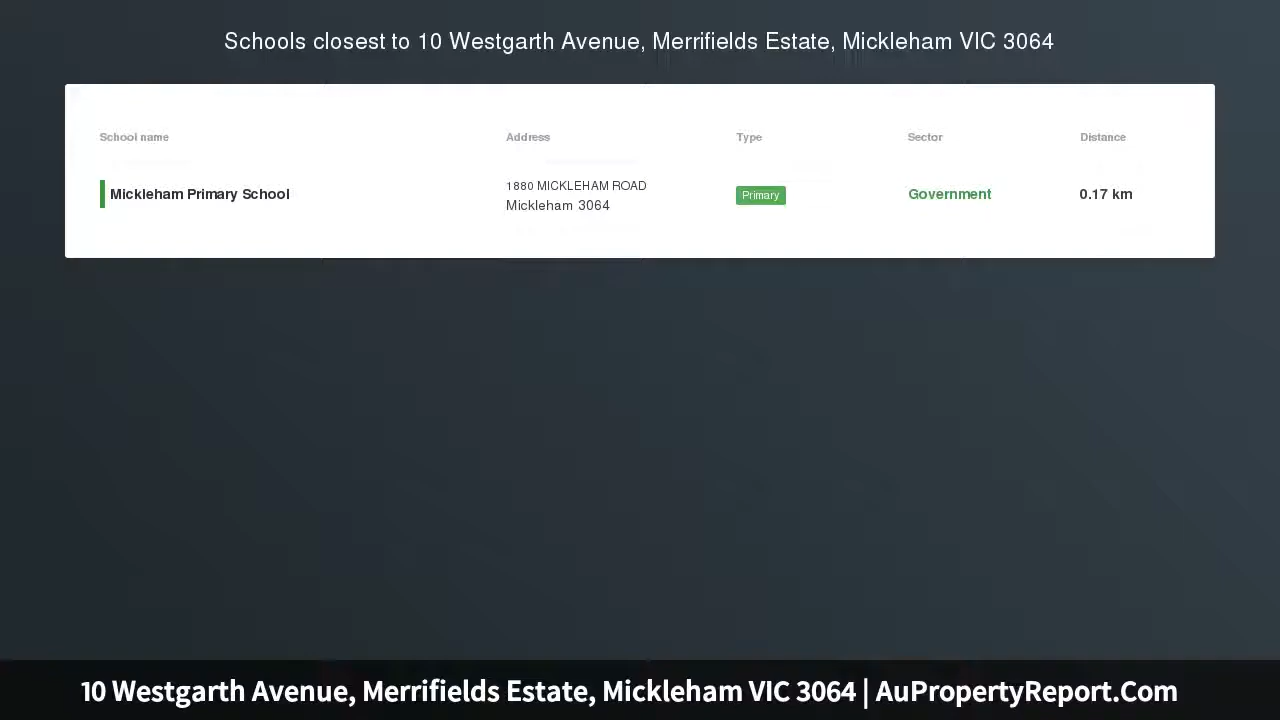 Schools closest to 10 Westgarth Avenue, Merrifields Estate, Mickleham VIC 3064
School name Address Type Sector Distance
Mickleham Primary School 1880 MICKLEHAM ROAD Primary Government 0.17 km
Mickleham 3064
10 Westgarth Avenue, Merrifields Estate, Mickleham VIC 3064 | AuPropertyReport.Com